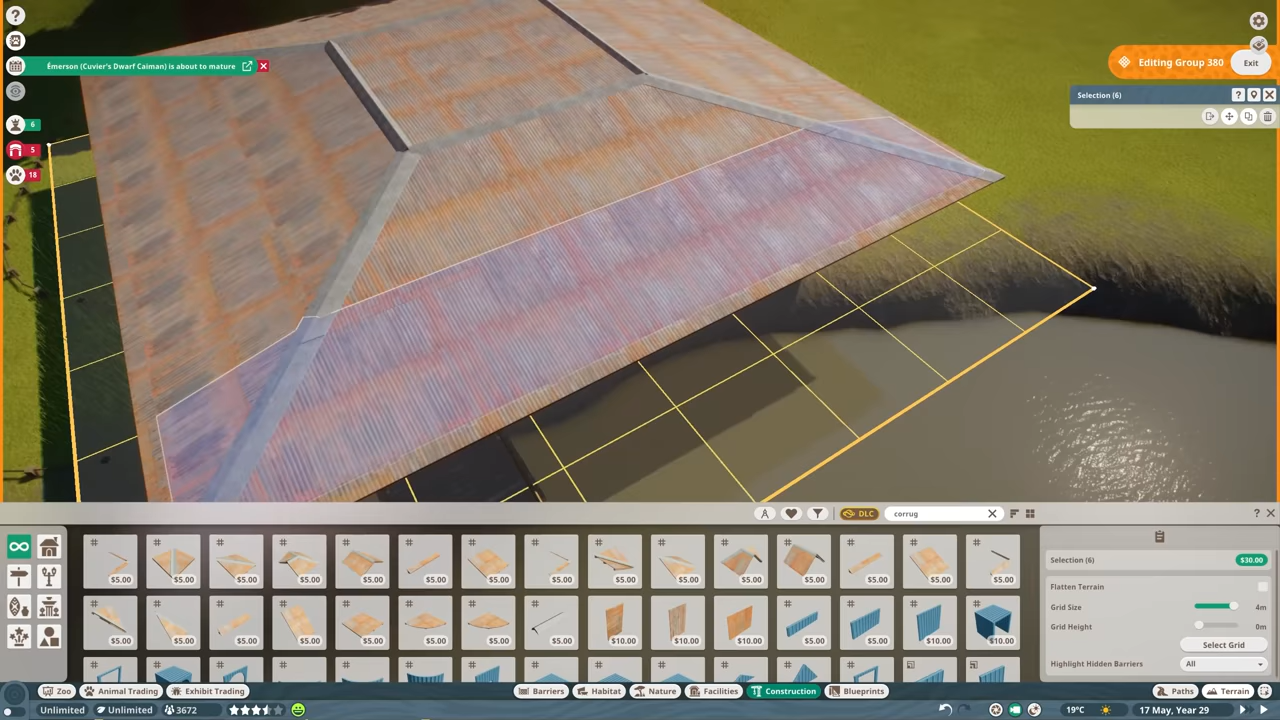 Emerson (Cuvier's Dwarf Caiman) is about to mature
6
5
18
Editing Group 380
Exit
Selection (6)
DLC
corrug
$5.00 $5.00 $5.00 $5.00 $5.00 $5.00 $5.00 $5.00 $5.00 $5.00 $5.00 $5.00 $5.00 $5.00 $5.00
$5.00 $5.00 $5.00 $5.00 $5.00 $5.00 $5.00 $5.00 $10.00 $10.00 $10.00 $5.00 $5.00 $10.00 $10.00
Selection (6) $30.00
Flatten Terrain
Grid Size 4m
Grid Height 0m
Select Grid
Highlight Hidden Barriers All
Zoo Animal Trading Exhibit Trading Barriers Habitat Nature Facilities Construction Blueprints Paths Terrain
Unlimited Unlimited 3672 19°C 17 May, Year 29